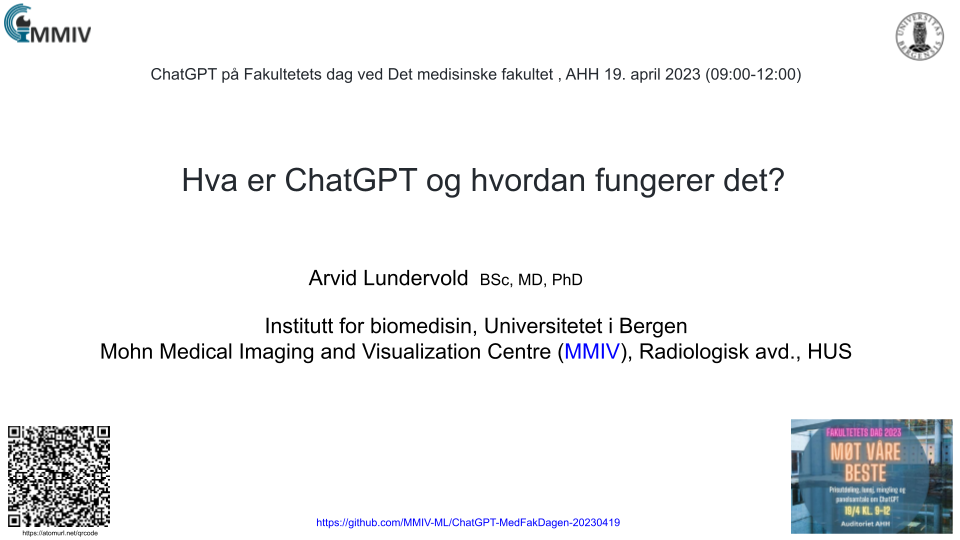 MMIV
UNIVERSITAS
BERGENSIS
ChatGPT på Fakultetets dag ved Det medisinske fakultet , AHH 19. april 2023 (09:00-12:00)
Hva er ChatGPT og hvordan fungerer det?
Arvid Lundervold BSc, MD, PhD
Institutt for biomedisin, Universitetet i Bergen
Mohn Medical Imaging and Visualization Centre (MMIV), Radiologisk avd., HUS
https://atomurl.net/qrcode
https://github.com/MMIV-ML/ChatGPT-MedFakDagen-20230419
FAKULTETETS DAG 2023
MØT VÅRE
BESTE
Prisutdeling, lunsj, mingling og
panelsamtale om ChatGPT
19/4 KL. 9-12
Auditoriet AHH